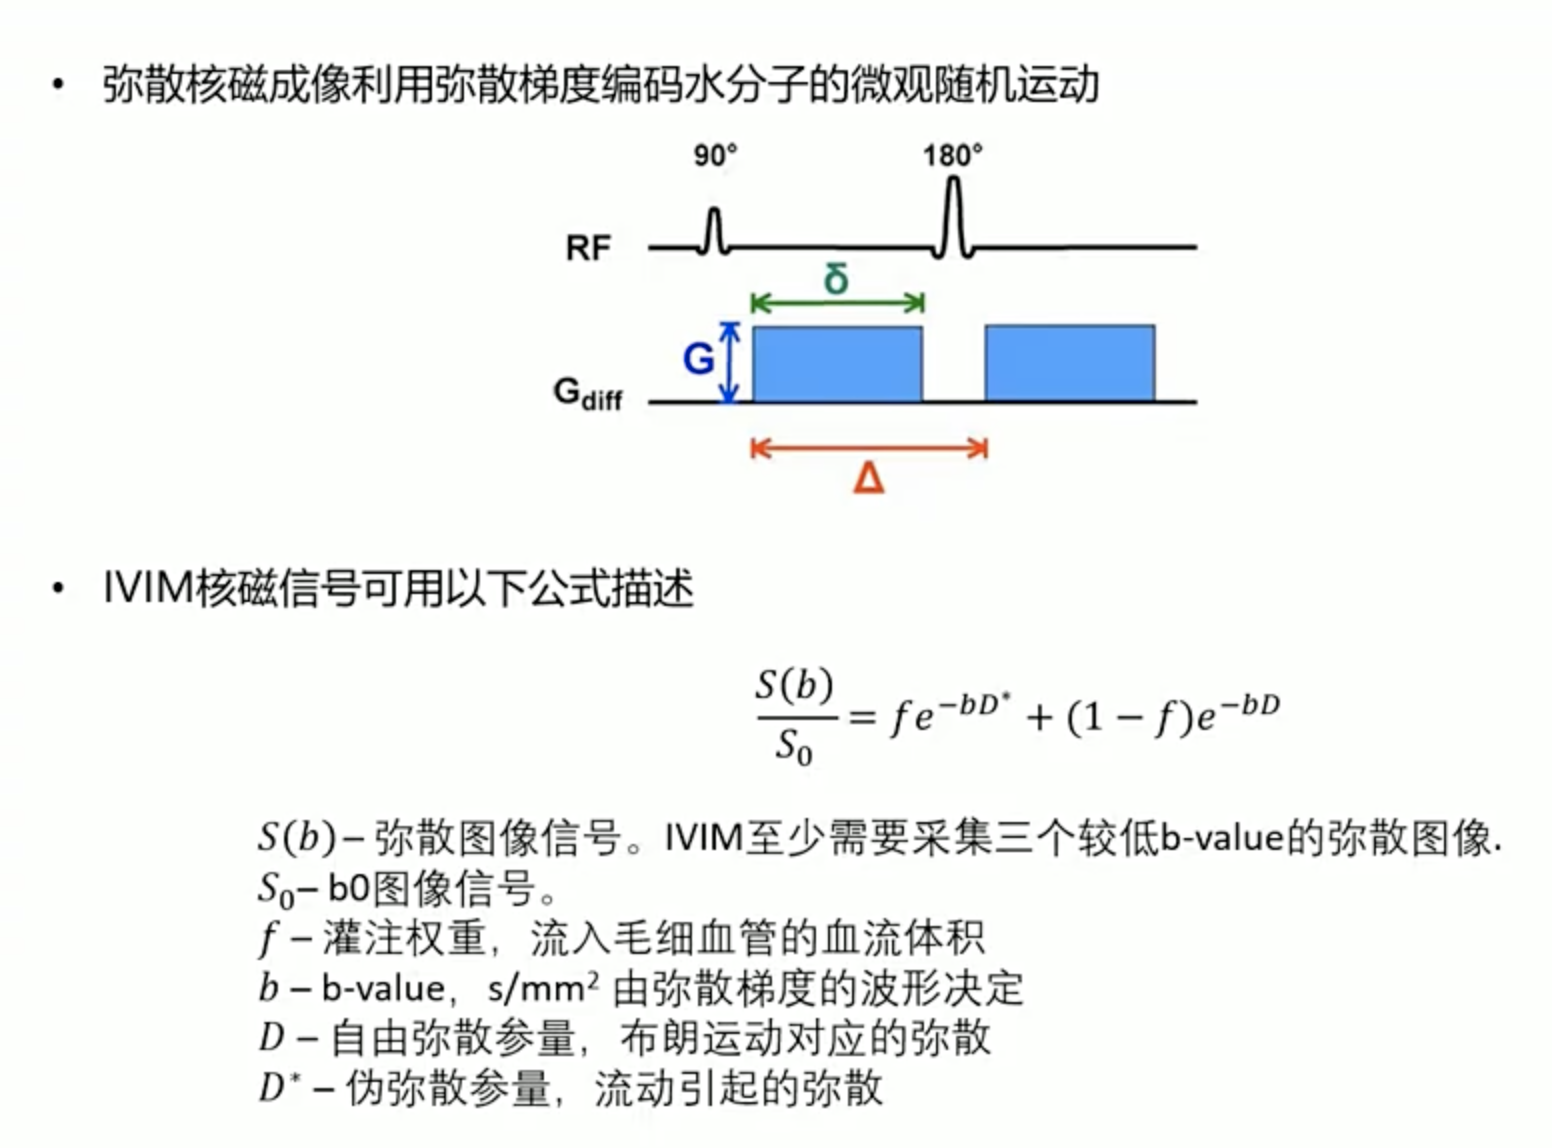 • 弥散核磁成像利用弥散梯度编码水分子的微观随机运动
90° 180°
RF
δ
G
Gdiff
Δ
• IVIM核磁信号可用以下公式描述
S(b)/S₀ = fe^(−bD*) + (1 − f)e^(−bD)
S(b) – 弥散图像信号。IVIM至少需要采集三个较低b-value的弥散图像.
S₀– b0图像信号。
f – 灌注权重，流入毛细血管的血流体积
b – b-value，s/mm² 由弥散梯度的波形决定
D – 自由弥散参量，布朗运动对应的弥散
D* – 伪弥散参量，流动引起的弥散